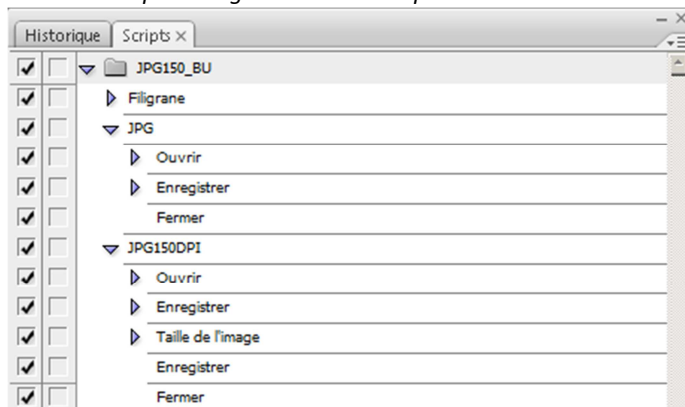 Historique Scripts ×
JPG150_BU
Filigrane
JPG
Ouvrir
Enregistrer
Fermer
JPG150DPI
Ouvrir
Enregistrer
Taille de l'image
Enregistrer
Fermer